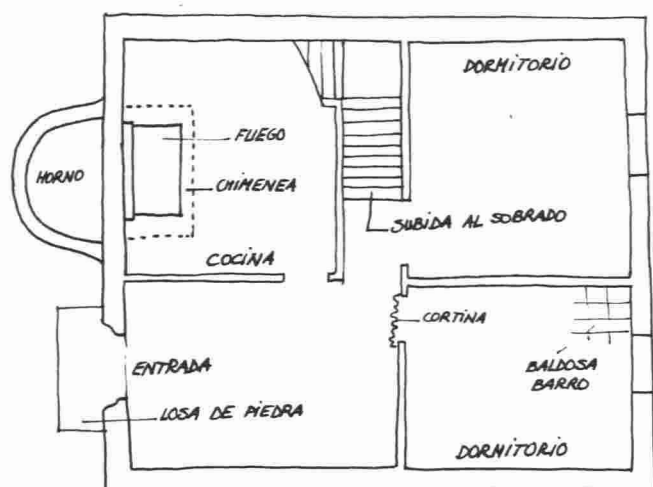 DORMITORIO
FUEGO
HORNO
CHIMENEA
SUBIDA AL SOBRADO
COCINA
CORTINA
ENTRADA
BALDOSA
BARRO
LOSA DE PIEDRA
DORMITORIO